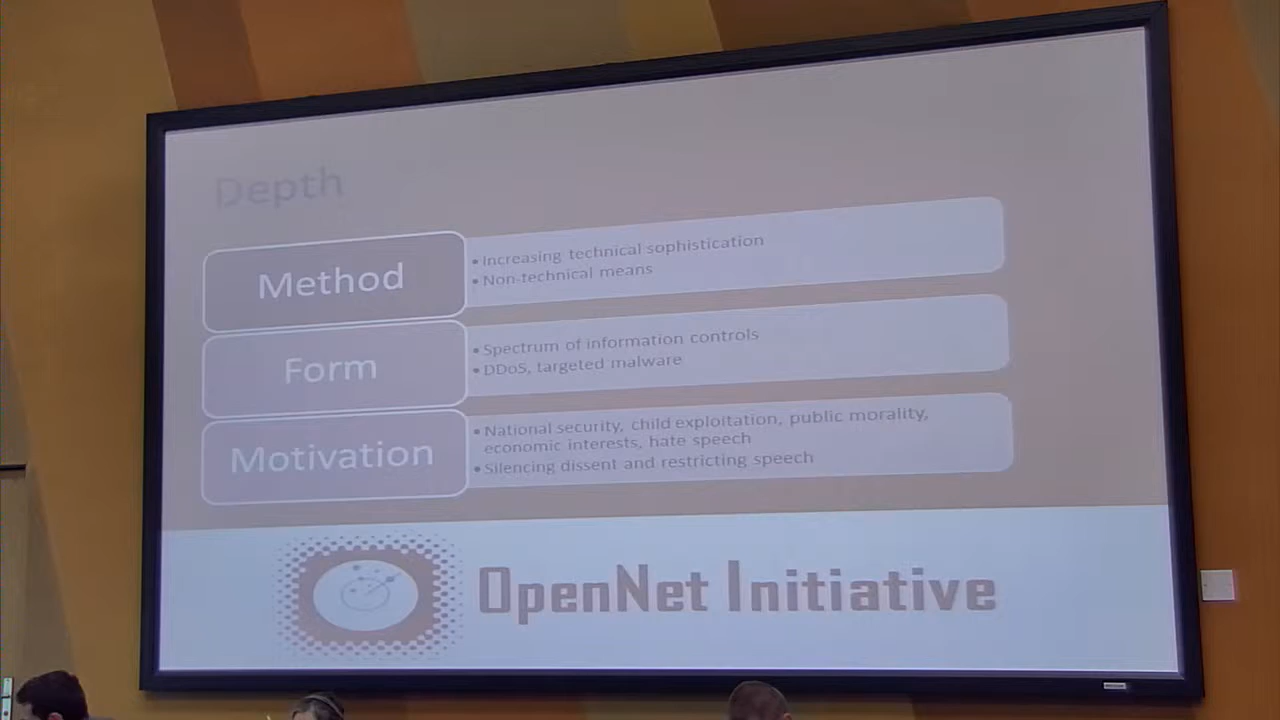 Depth
Method
• Increasing technical sophistication
• Non-technical means
Form
• Spectrum of information controls
• DDoS, targeted malware
Motivation
• National security, child exploitation, public morality,
economic interests, hate speech
• Silencing dissent and restricting speech
OpenNet Initiative